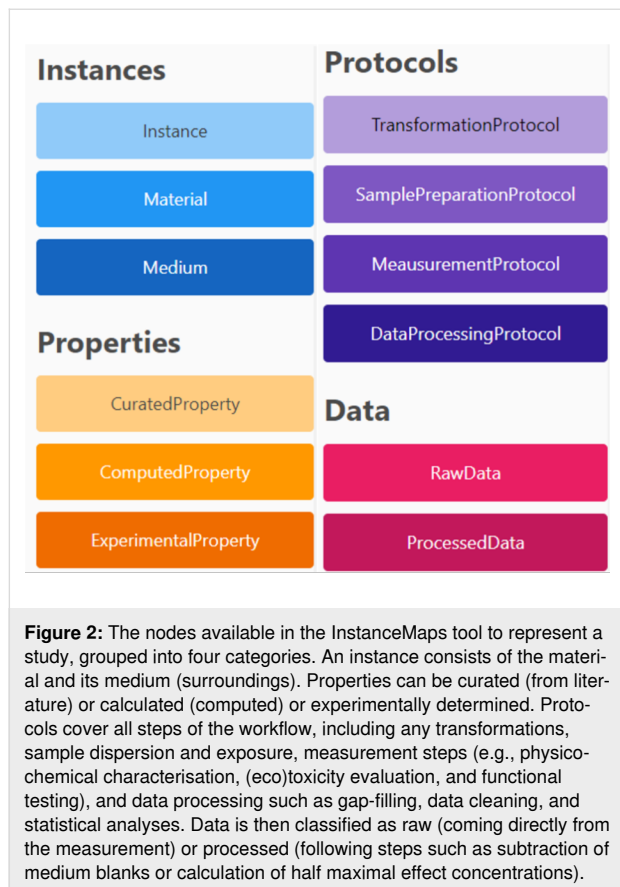 Instances
Instance
Material
Medium
Properties
CuratedProperty
ComputedProperty
ExperimentalProperty
Protocols
TransformationProtocol
SamplePreparationProtocol
MeausurementProtocol
DataProcessingProtocol
Data
RawData
ProcessedData
Figure 2: The nodes available in the InstanceMaps tool to represent a
study, grouped into four categories. An instance consists of the materi-
al and its medium (surroundings). Properties can be curated (from liter-
ature) or calculated (computed) or experimentally determined. Proto-
cols cover all steps of the workflow, including any transformations,
sample dispersion and exposure, measurement steps (e.g., physico-
chemical characterisation, (eco)toxicity evaluation, and functional
testing), and data processing such as gap-filling, data cleaning, and
statistical analyses. Data is then classified as raw (coming directly from
the measurement) or processed (following steps such as subtraction of
medium blanks or calculation of half maximal effect concentrations).